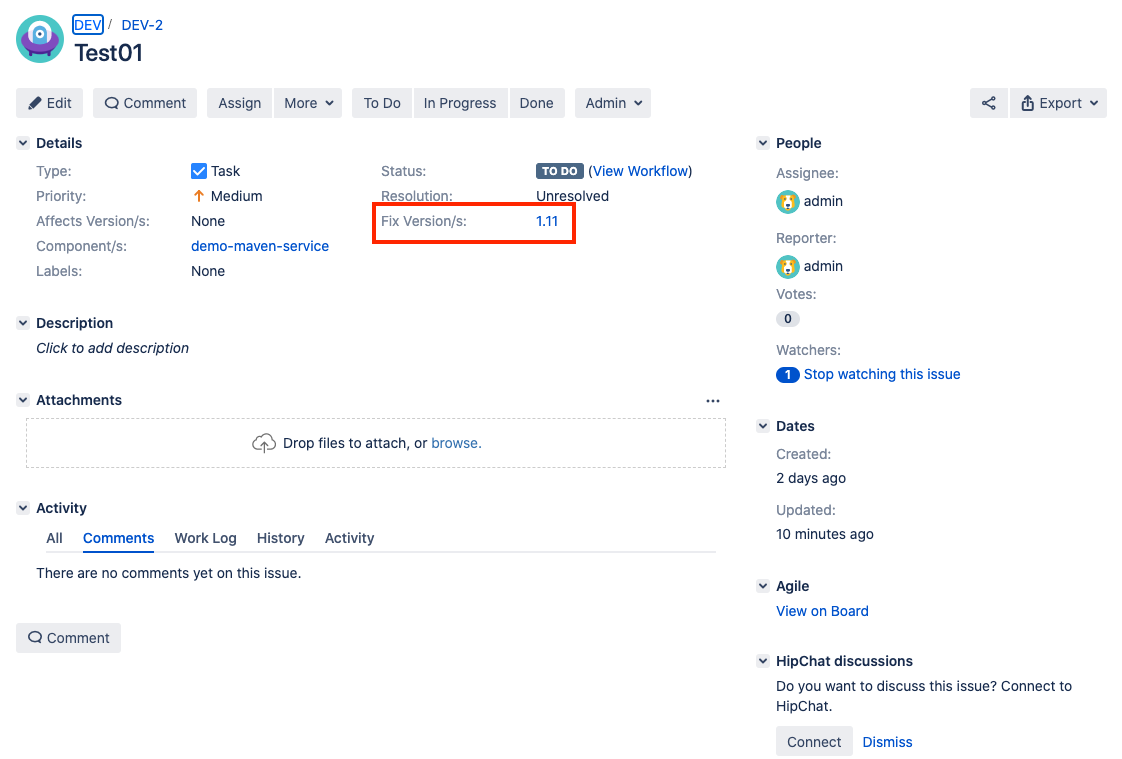 DEV / DEV-2
Test01
Edit Comment Assign More To Do In Progress Done Admin Export
Details
Type: Task
Priority: Medium
Affects Version/s: None
Component/s: demo-maven-service
Labels: None
Status: TO DO (View Workflow)
Resolution: Unresolved
Fix Version/s: 1.11
Description
Click to add description
Attachments
Drop files to attach, or browse.
Activity
All Comments Work Log History Activity
There are no comments yet on this issue.
Comment
People
Assignee:
admin
Reporter:
admin
Votes:
0
Watchers:
1 Stop watching this issue
Dates
Created:
2 days ago
Updated:
10 minutes ago
Agile
View on Board
HipChat discussions
Do you want to discuss this issue? Connect to
HipChat.
Connect Dismiss